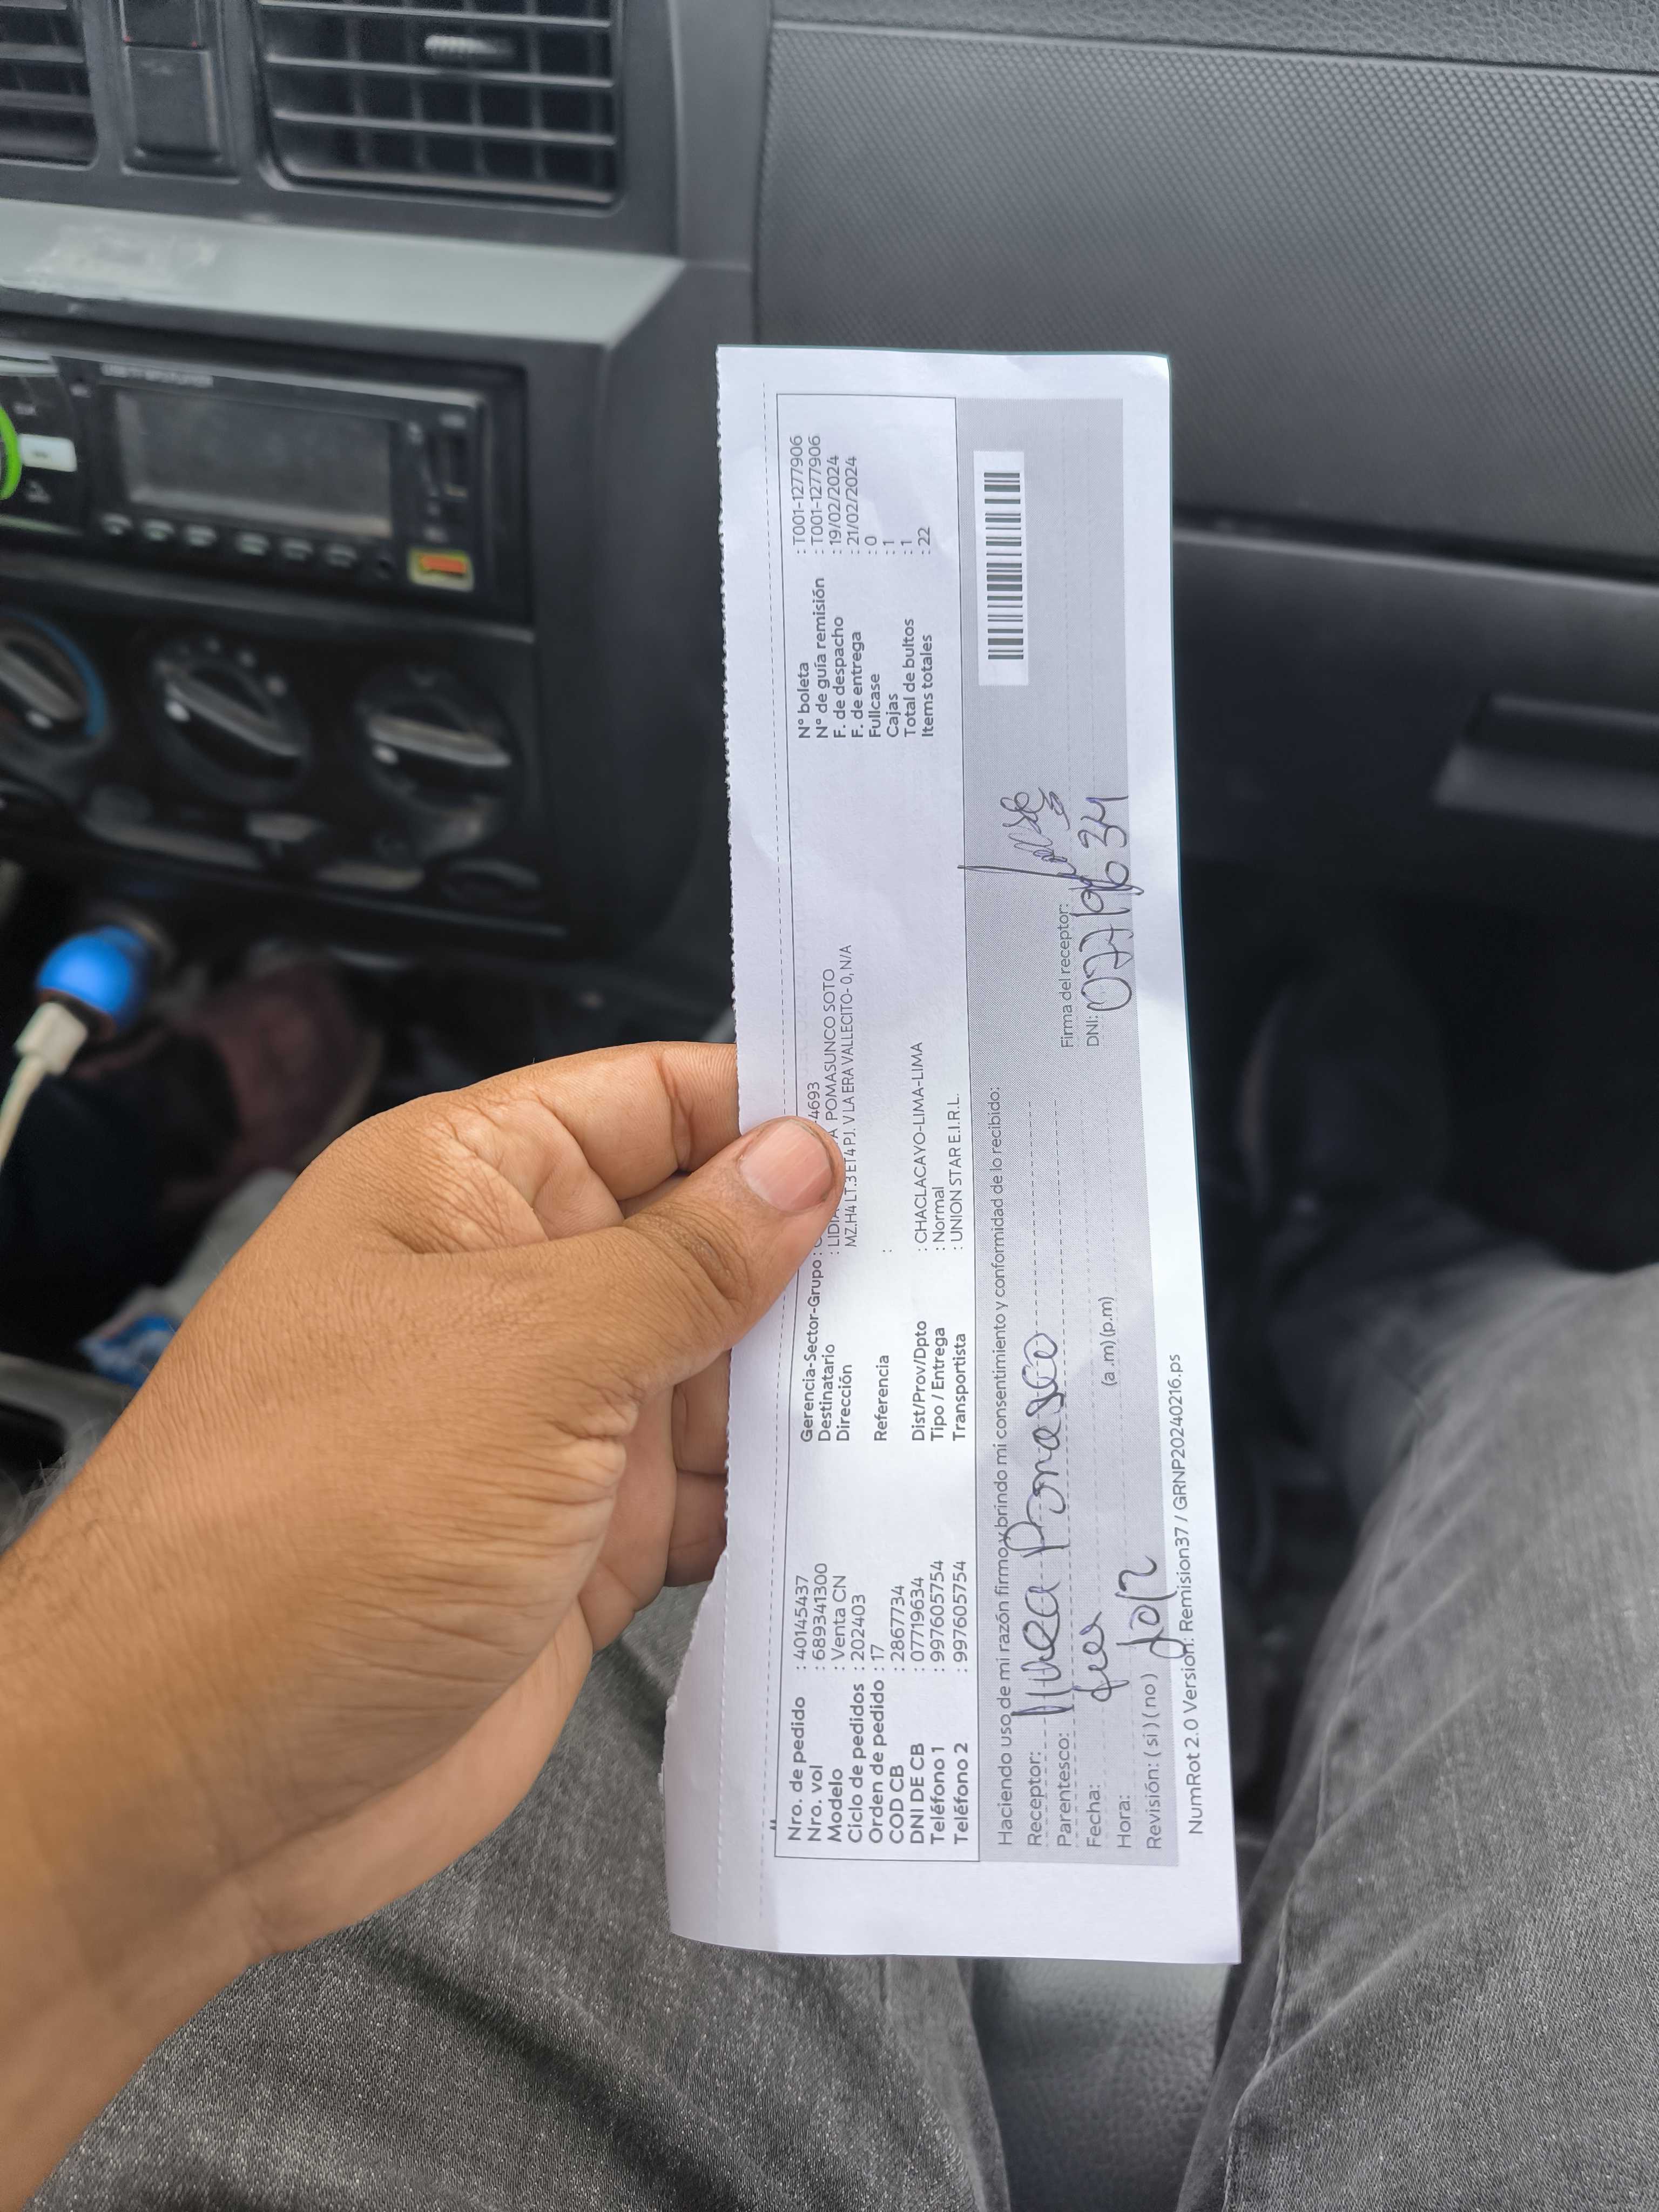 Nro. de pedido : 40145437
Nro. vol : 689341300
Modelo : Venta CN
Ciclo de pedidos : 202403
Orden de pedido : 17
COD CB : 2867734
DNI DE CB : 07719634
Teléfono 1 : 997605754
Teléfono 2 : 997605754
Gerencia-Sector-Grupo : 4693
Destinatario : LIDIA POMASUNCO SOTO
Dirección MZ.H4 LT.3 ET4 PJ. V LA ERA VALLECITO- 0, N/A
Referencia :
Dist/Prov/Dpto : CHACLACAYO-LIMA-LIMA
Tipo / Entrega : Normal
Transportista : UNION STAR E.I.R.L.
N° boleta : T001-1277906
N° de guía remisión : T001-1277906
F. de despacho : 19/02/2024
F. de entrega : 21/02/2024
Fullcase : 0
Cajas : 1
Total de bultos : 1
Items totales : 22
Haciendo uso de mi razón firmo y brindo mi consentimiento y conformidad de lo recibido:
Receptor:
Parentesco:
Fecha:
Hora: (a .m) (p.m)
Revisión: ( si ) ( no )
Firma del receptor:
DNI: 07719634
NumRot 2.0 Version: Remision37 / GRNP20240216.ps